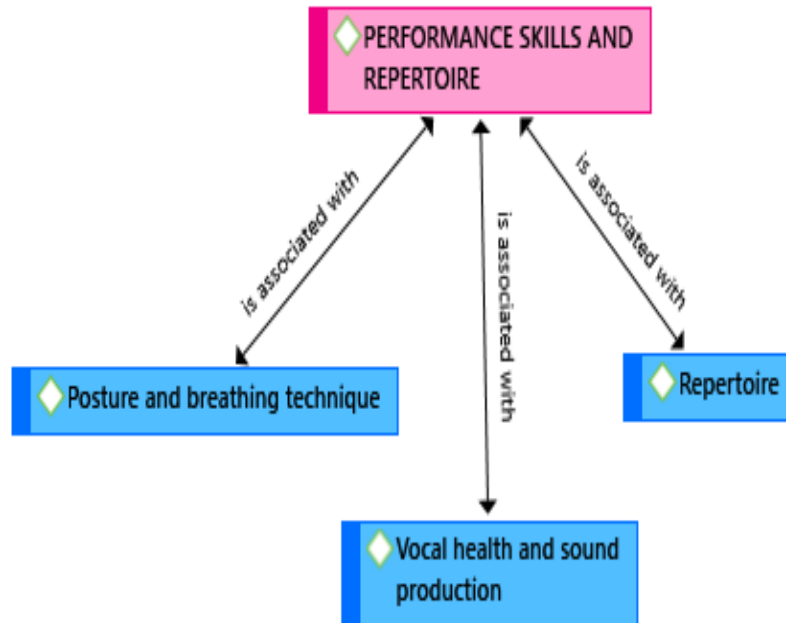 PERFORMANCE SKILLS AND
REPERTOIRE
is associated with
is associated with
is associated with
Posture and breathing technique
Repertoire
Vocal health and sound
production